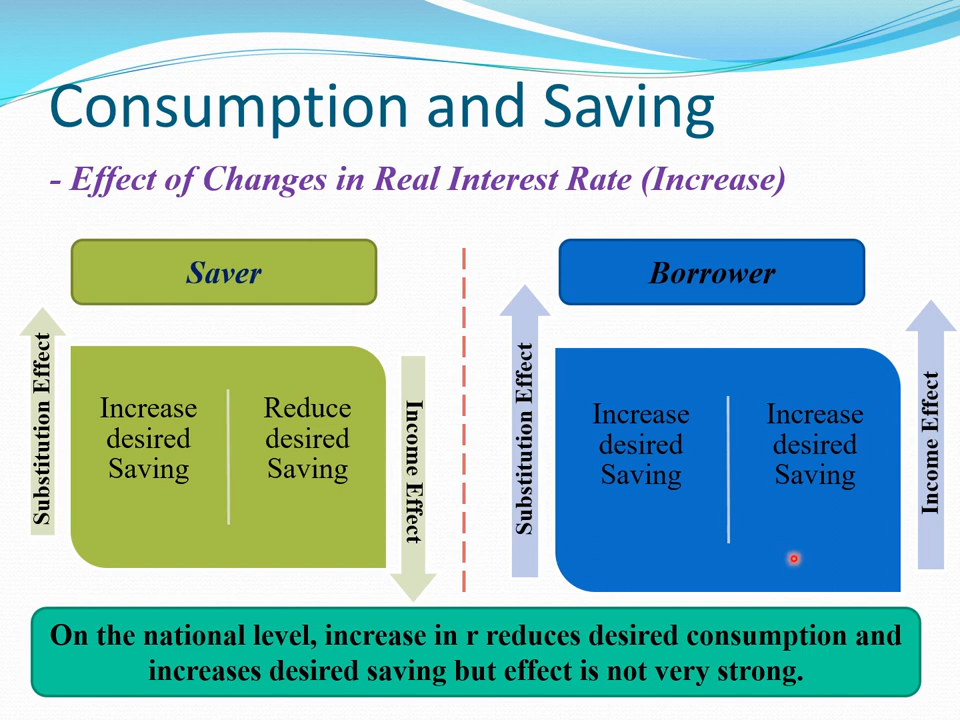 Consumption and Saving
- Effect of Changes in Real Interest Rate (Increase)
Saver
Substitution Effect
Increase
desired
Saving
Reduce
desired
Saving
Income Effect
Borrower
Substitution Effect
Increase
desired
Saving
Increase
desired
Saving
Income Effect
On the national level, increase in r reduces desired consumption and
increases desired saving but effect is not very strong.